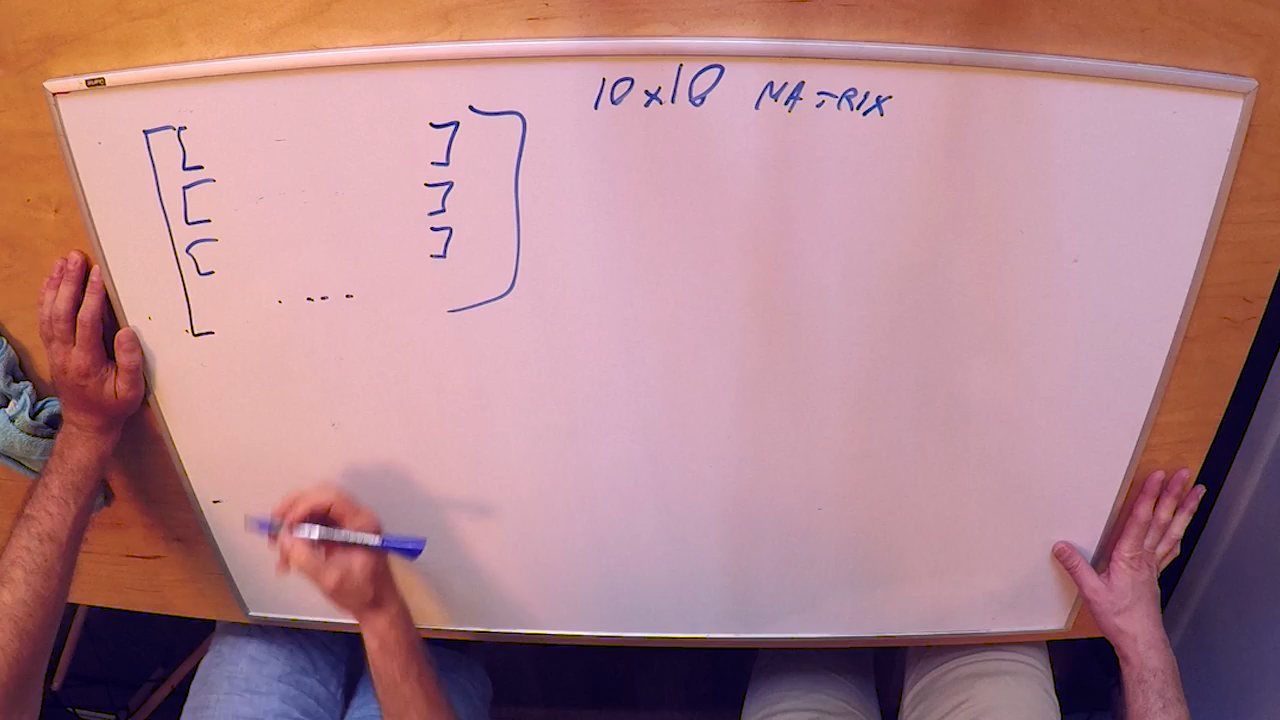 10x10 MATRIX
[ ]
[ ]
[ ]
....